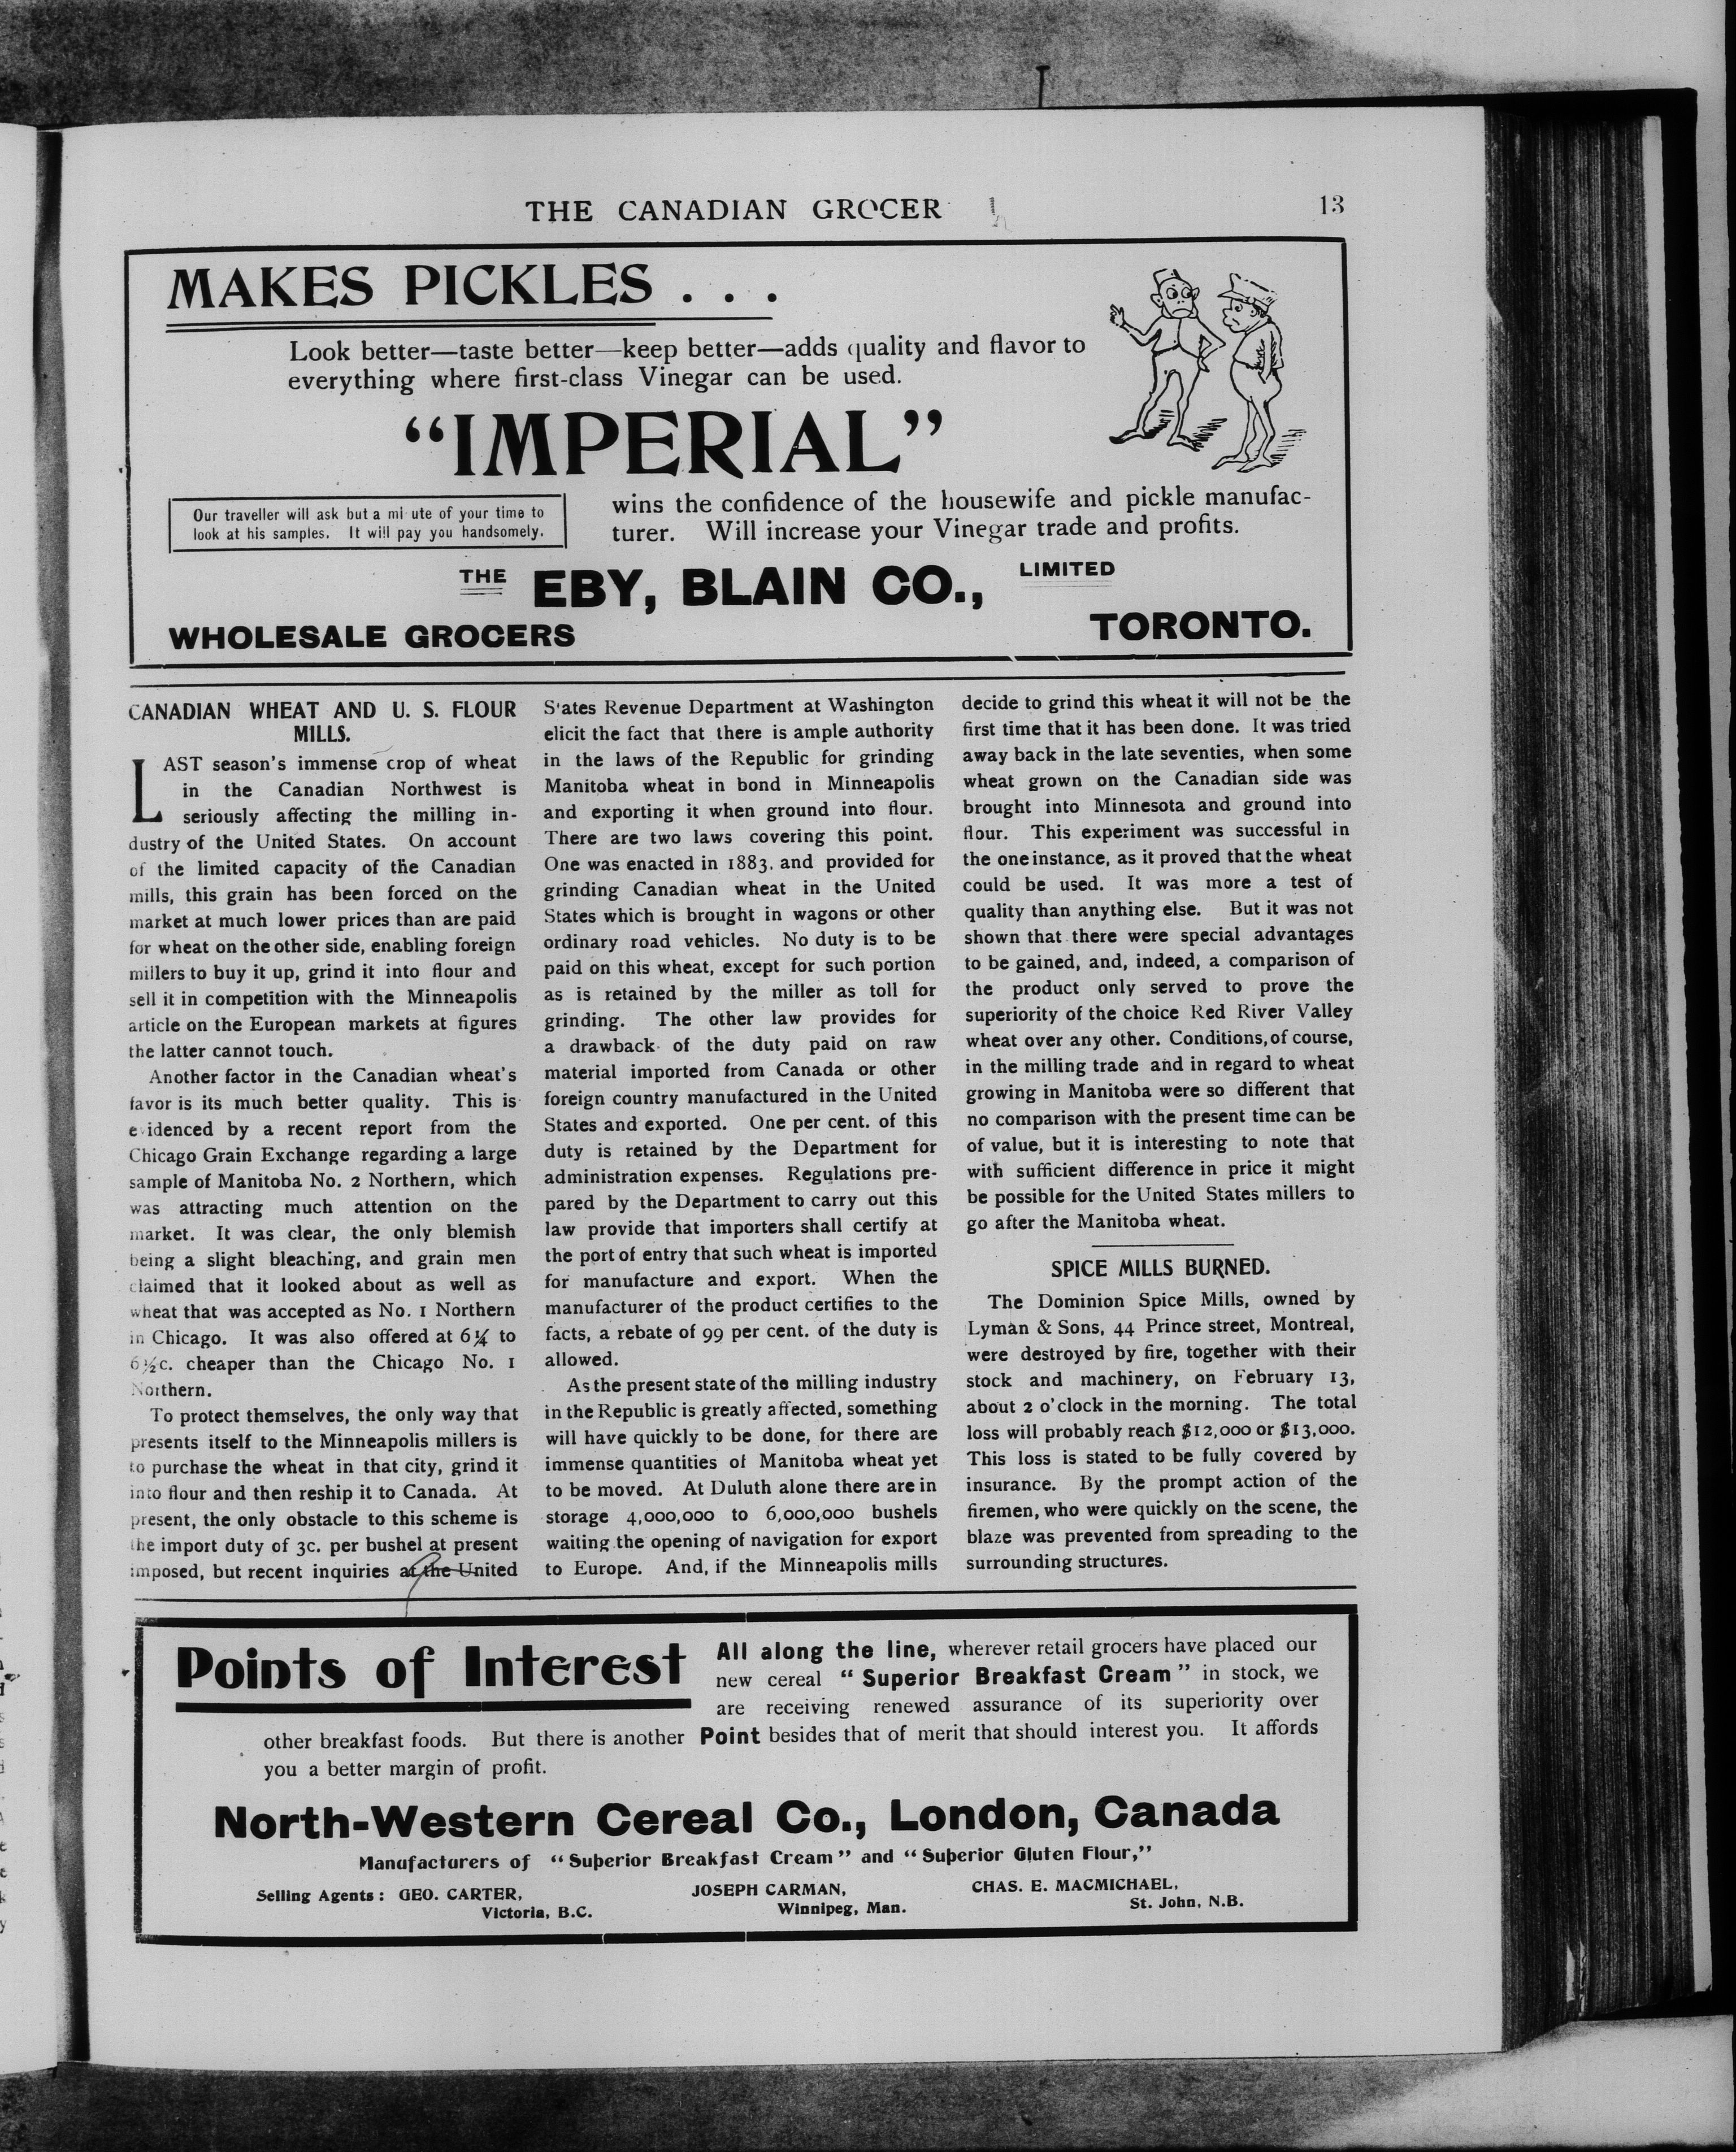 THE CANADIAN GROCER
13
MAKES PICKLES . . .
Look better—taste better—keep better—adds quality and flavor to
everything where first-class Vinegar can be used.
“IMPERIAL”
Our traveller will ask but a mi ute of your time to
look at his samples. It will pay you handsomely.
wins the confidence of the housewife and pickle manufac-
turer. Will increase your Vinegar trade and profits.
THE EBY, BLAIN CO., LIMITED
WHOLESALE GROCERS
TORONTO.
CANADIAN WHEAT AND U. S. FLOUR
MILLS.
LAST season's immense crop of wheat
in the Canadian Northwest is
seriously affecting the milling in-
dustry of the United States. On account
of the limited capacity of the Canadian
mills, this grain has been forced on the
market at much lower prices than are paid
for wheat on the other side, enabling foreign
millers to buy it up, grind it into flour and
sell it in competition with the Minneapolis
article on the European markets at figures
the latter cannot touch.
Another factor in the Canadian wheat's
favor is its much better quality. This is
evidenced by a recent report from the
Chicago Grain Exchange regarding a large
sample of Manitoba No. 2 Northern, which
was attracting much attention on the
market. It was clear, the only blemish
being a slight bleaching, and grain men
claimed that it looked about as well as
wheat that was accepted as No. 1 Northern
in Chicago. It was also offered at 6¼ to
6½c. cheaper than the Chicago No. 1
Northern.
To protect themselves, the only way that
presents itself to the Minneapolis millers is
to purchase the wheat in that city, grind it
into flour and then reship it to Canada. At
present, the only obstacle to this scheme is
the import duty of 3c. per bushel at present
imposed, but recent inquiries at the United
States Revenue Department at Washington
elicit the fact that there is ample authority
in the laws of the Republic for grinding
Manitoba wheat in bond in Minneapolis
and exporting it when ground into flour.
There are two laws covering this point.
One was enacted in 1883, and provided for
grinding Canadian wheat in the United
States which is brought in wagons or other
ordinary road vehicles. No duty is to be
paid on this wheat, except for such portion
as is retained by the miller as toll for
grinding. The other law provides for
a drawback of the duty paid on raw
material imported from Canada or other
foreign country manufactured in the United
States and exported. One per cent. of this
duty is retained by the Department for
administration expenses. Regulations pre-
pared by the Department to carry out this
law provide that importers shall certify at
the port of entry that such wheat is imported
for manufacture and export. When the
manufacturer of the product certifies to the
facts, a rebate of 99 per cent. of the duty is
allowed.
As the present state of the milling industry
in the Republic is greatly affected, something
will have quickly to be done, for there are
immense quantities of Manitoba wheat yet
to be moved. At Duluth alone there are in
storage 4,000,000 to 6,000,000 bushels
waiting the opening of navigation for export
to Europe. And, if the Minneapolis mills
decide to grind this wheat it will not be the
first time that it has been done. It was tried
away back in the late seventies, when some
wheat grown on the Canadian side was
brought into Minnesota and ground into
flour. This experiment was successful in
the one instance, as it proved that the wheat
could be used. It was more a test of
quality than anything else. But it was not
shown that there were special advantages
to be gained, and, indeed, a comparison of
the product only served to prove the
superiority of the choice Red River Valley
wheat over any other. Conditions, of course,
in the milling trade and in regard to wheat
growing in Manitoba were so different that
no comparison with the present time can be
of value, but it is interesting to note that
with sufficient difference in price it might
be possible for the United States millers to
go after the Manitoba wheat.
SPICE MILLS BURNED.
The Dominion Spice Mills, owned by
Lyman & Sons, 44 Prince street, Montreal,
were destroyed by fire, together with their
stock and machinery, on February 13,
about 2 o'clock in the morning. The total
loss will probably reach $12,000 or $13,000.
This loss is stated to be fully covered by
insurance. By the prompt action of the
firemen, who were quickly on the scene, the
blaze was prevented from spreading to the
surrounding structures.
Points of Interest
All along the line, wherever retail grocers have placed our
new cereal “Superior Breakfast Cream” in stock, we
are receiving renewed assurance of its superiority over
other breakfast foods. But there is another Point besides that of merit that should interest you. It affords
you a better margin of profit.
North-Western Cereal Co., London, Canada
Manufacturers of “Superior Breakfast Cream” and “Superior Gluten Flour,”
Selling Agents: GEO. CARTER, JOSEPH CARMAN, CHAS. E. MACMICHAEL,
Victoria, B.C. Winnipeg, Man. St. John, N.B.